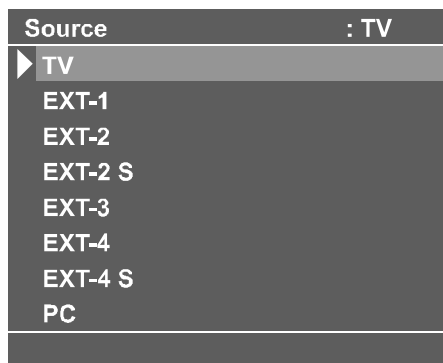 Source : TV
TV
EXT-1
EXT-2
EXT-2 S
EXT-3
EXT-4
EXT-4 S
PC